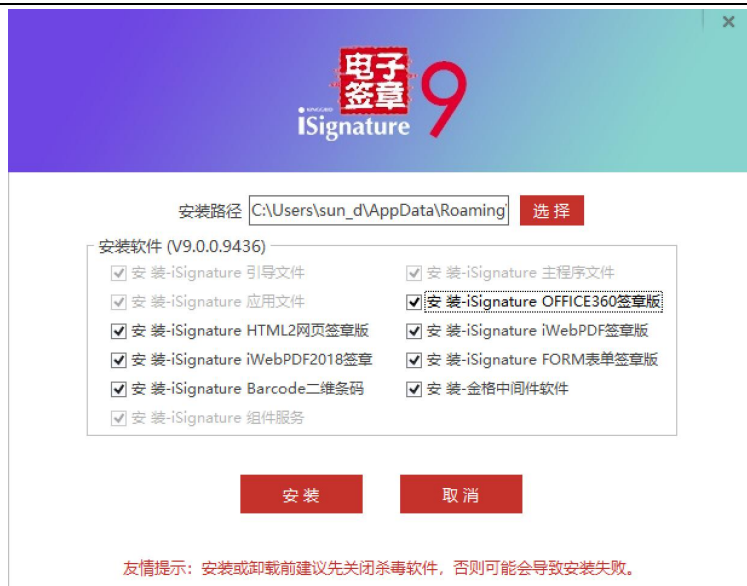 电子
签章
KINGGRID
iSignature 9
安装路径 C:\Users\sun_d\AppData\Roaming\ 选择
安装软件 (V9.0.0.9436)
安 装-iSignature 引导文件 安 装-iSignature 主程序文件
安 装-iSignature 应用文件 安 装-iSignature OFFICE360签章版
安 装-iSignature HTML2网页签章版 安 装-iSignature iWebPDF签章版
安 装-iSignature iWebPDF2018签章 安 装-iSignature FORM表单签章版
安 装-iSignature Barcode二维条码 安 装-金格中间件软件
安 装-iSignature 组件服务
安装 取消
友情提示：安装或卸载前建议先关闭杀毒软件，否则可能会导致安装失败。